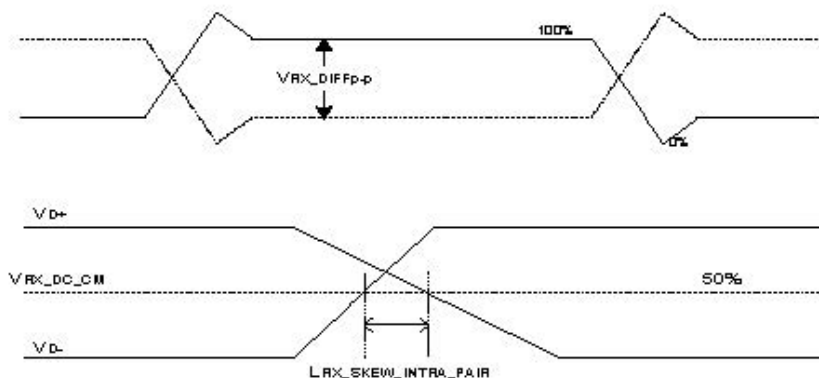 100%
VRX_DIFFp-p
0%
VD+
VRX_DC_CM
50%
VD-
LRX_SKEW_INTRA_PAIR